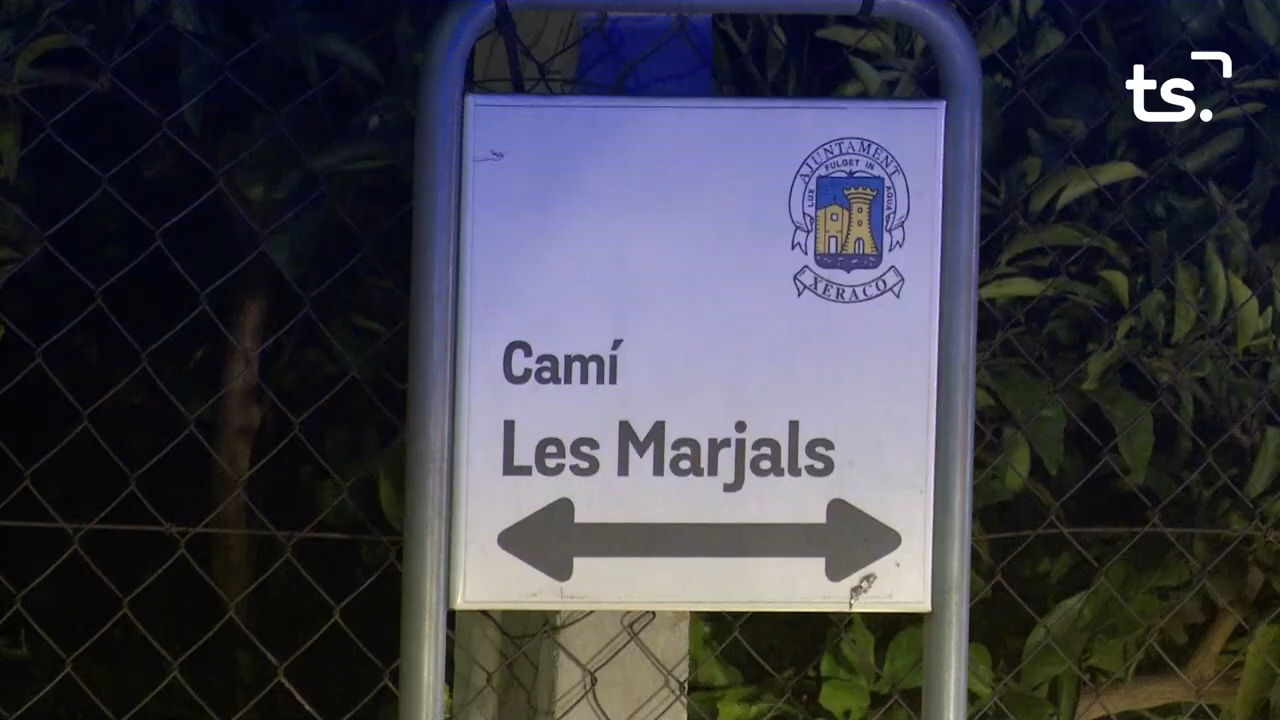 ts.
AJUNTAMENT
FULGET IN
LUX
AQUA
XERACO
Camí
Les Marjals